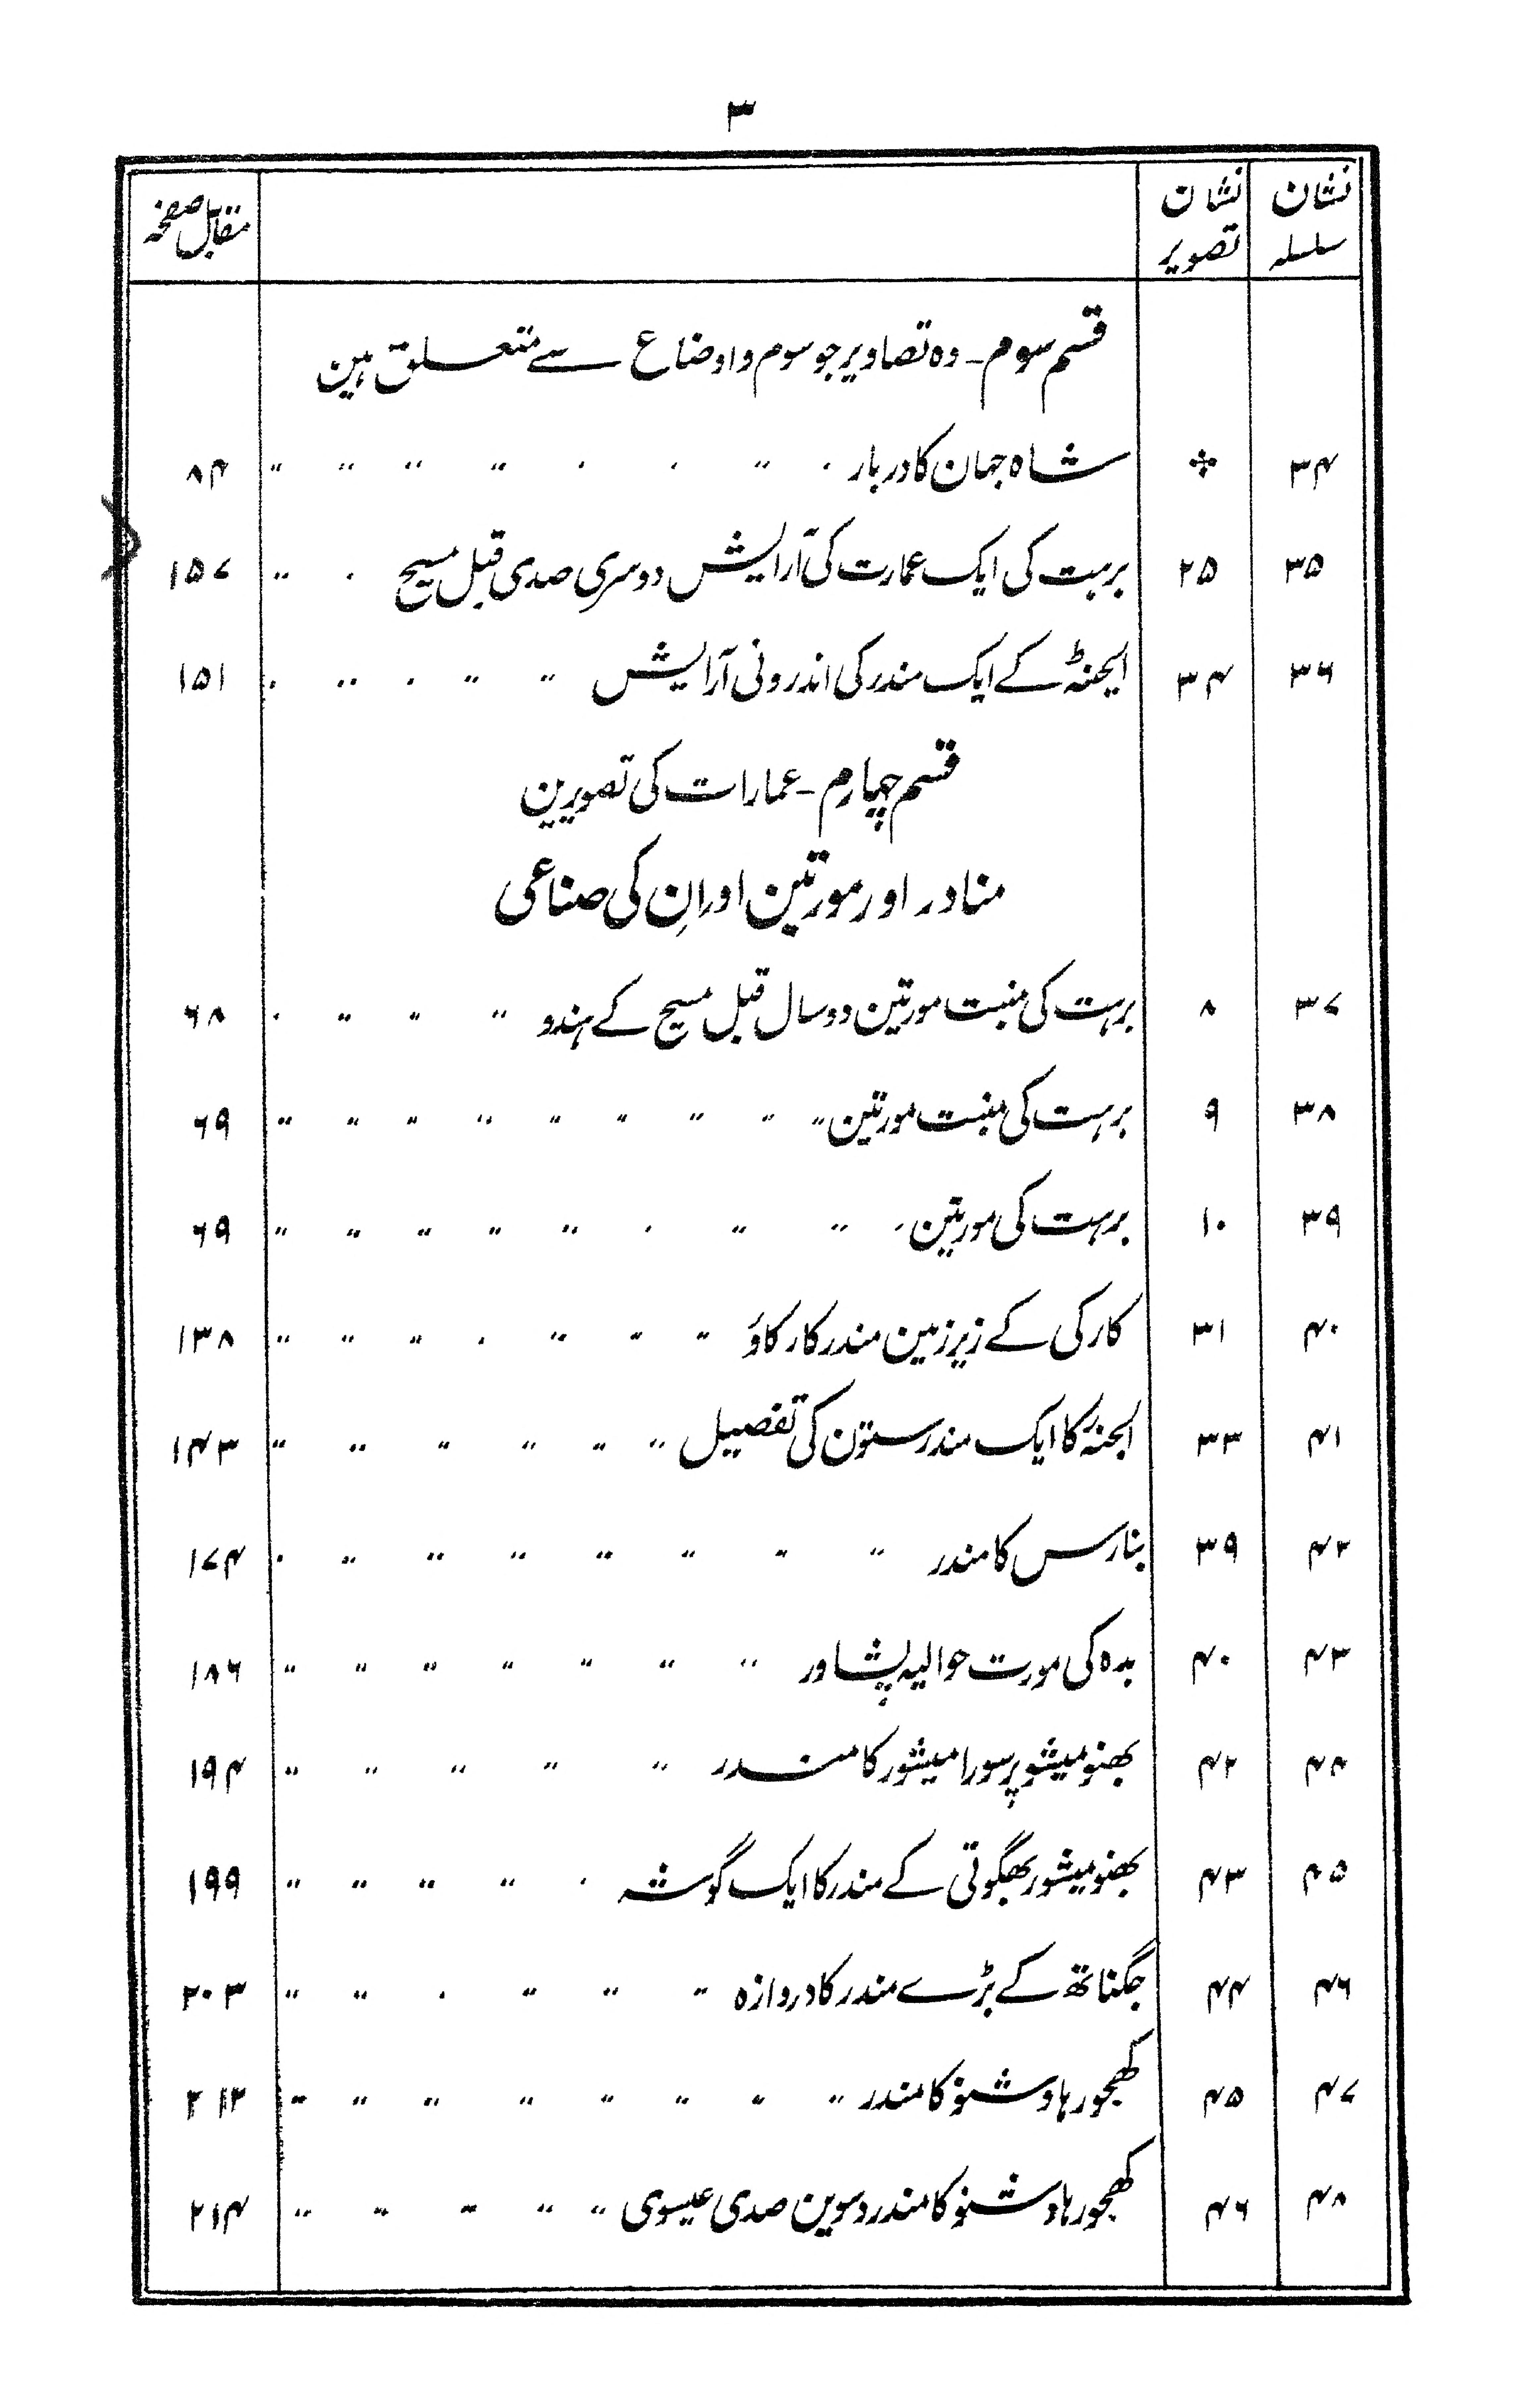 ۳
نشان سلسلہ | نشان تصویر | | مقابل صفحہ
قسم سوم - وہ تصاویر جو سوم و اوضاع سے متعلق ہین
۳۴ | ⁘ | شاہ جہان کا دربار | ۸۴
۳۵ | ۲۵ | برہت کی ایک عمارت کی آرایش دوسری صدی قبل مسیح | ۱۵۷
۳۶ | ۳۴ | ایجنٹہ کے ایک مندر کی اندرونی آرایش | ۱۵۱
قسم چہارم - عمارات کی تصویرین
منادر اور مورتین اور اِن کی صناعی
۳۷ | ۸ | برہت کی منبت مورتین دو سال قبل مسیح کے ہندو | ۶۸
۳۸ | ۹ | برہت کی منبت مورتین | ۶۹
۳۹ | ۱۰ | برہت کی مورتین | ۶۹
۴۰ | ۳۱ | کارکی کے زیر زمین مندر کا رکاؤ | ۱۳۸
۴۱ | ۳۳ | اجنٹہ کا ایک مندر ستون کی تفصیل | ۱۴۳
۴۲ | ۳۹ | بنارس کا مندر | ۱۷۴
۴۳ | ۴۰ | بدہ کی مورت حوالیہ پشاور | ۱۸۶
۴۴ | ۴۲ | بھنومیشو پرسورامیشور کا مندر | ۱۹۴
۴۵ | ۴۳ | بھنومیشور بھگوتی کے مندر کا ایک گوشہ | ۱۹۹
۴۶ | ۴۴ | جگناتھ کے بڑے مندر کا دروازہ | ۲۰۳
۴۷ | ۴۵ | کھجورہا وشنو کا مندر | ۲۱۲
۴۸ | ۴۶ | کھجورہا وشنو کا مندر دسوین صدی عیسوی | ۲۱۴